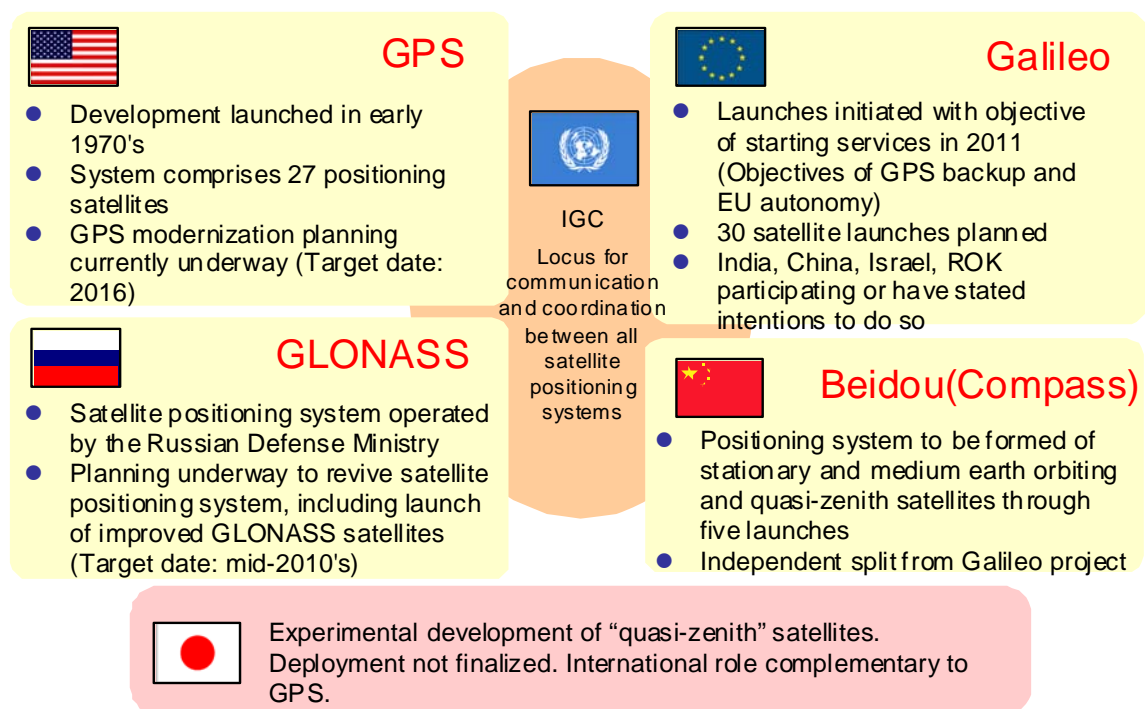 GPS
● Development launched in early
1970's
● System comprises 27 positioning
satellites
● GPS modernization planning
currently underway (Target date:
2016)
IGC
Locus for
communication
and coordination
between all
satellite
positioning
systems
Galileo
● Launches initiated with objective
of starting services in 2011
(Objectives of GPS backup and
EU autonomy)
● 30 satellite launches planned
● India, China, Israel, ROK
participating or have stated
intentions to do so
GLONASS
● Satellite positioning system operated
by the Russian Defense Ministry
● Planning underway to revive satellite
positioning system, including launch
of improved GLONASS satellites
(Target date: mid-2010's)
Beidou(Compass)
● Positioning system to be formed of
stationary and medium earth orbiting
and quasi-zenith satellites through
five launches
● Independent split from Galileo project
Experimental development of “quasi-zenith” satellites.
Deployment not finalized. International role complementary to
GPS.